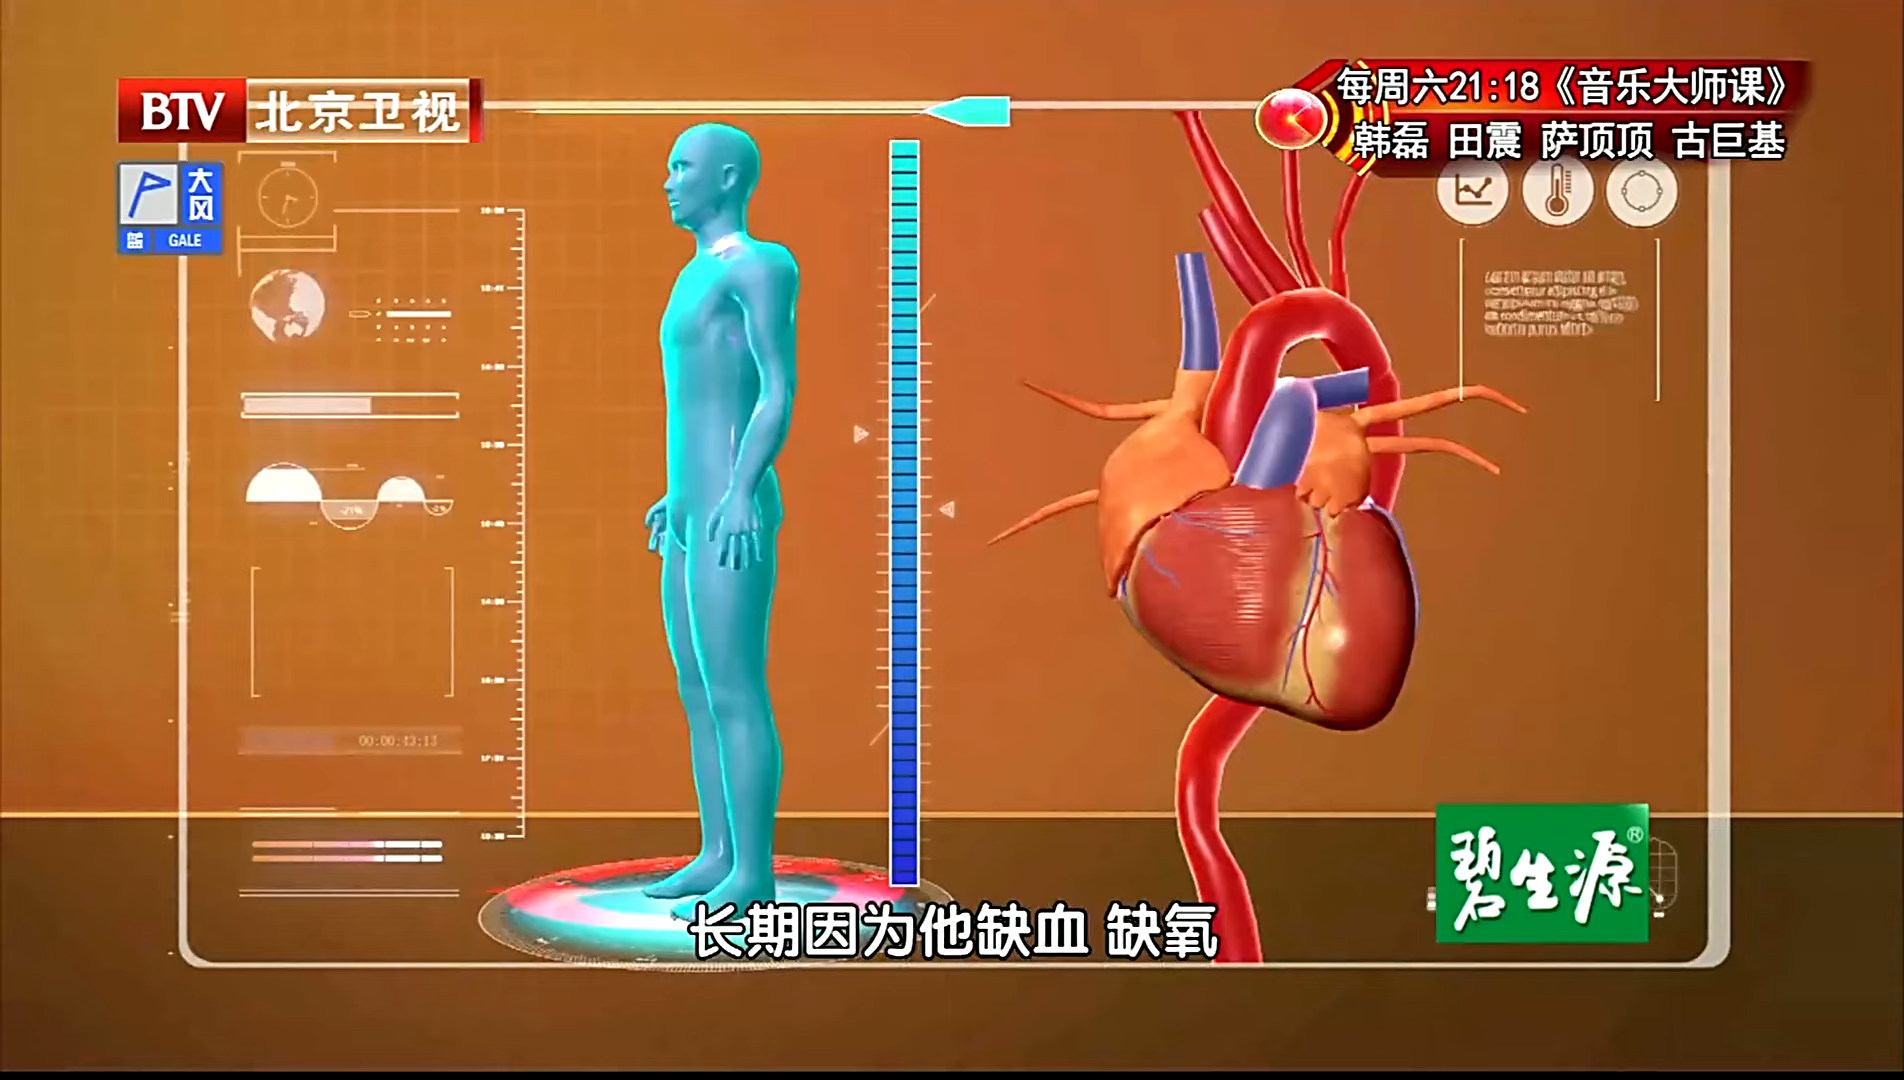 BTV 北京卫视
每周六21:18《音乐大师课》
韩磊 田震 萨顶顶 古巨基
大风
蓝 GALE
00:00:43:13
碧生源®
长期因为他缺血 缺氧